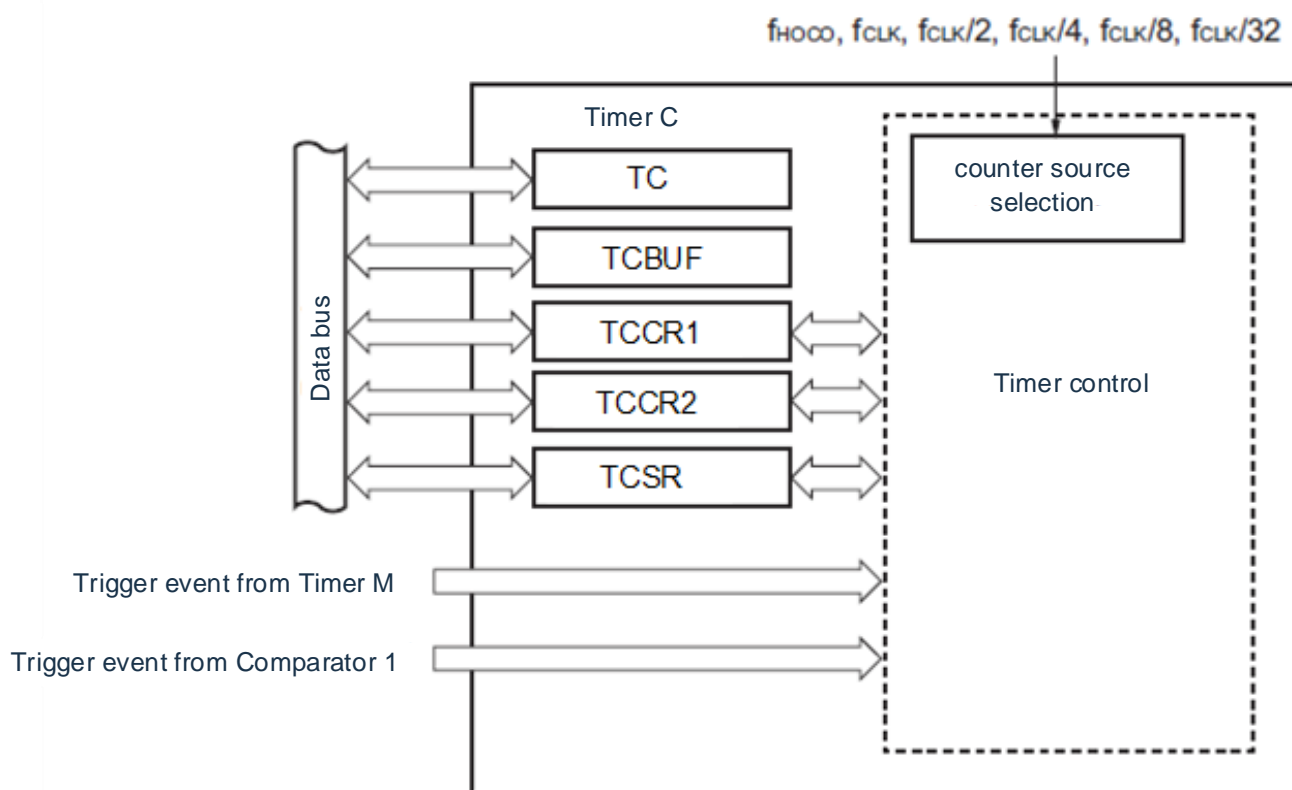 fHOCO, fCLK, fCLK/2, fCLK/4, fCLK/8, fCLK/32
Timer C
TC
counter source
selection
TCBUF
Data bus
TCCR1
Timer control
TCCR2
TCSR
Trigger event from Timer M
Trigger event from Comparator 1